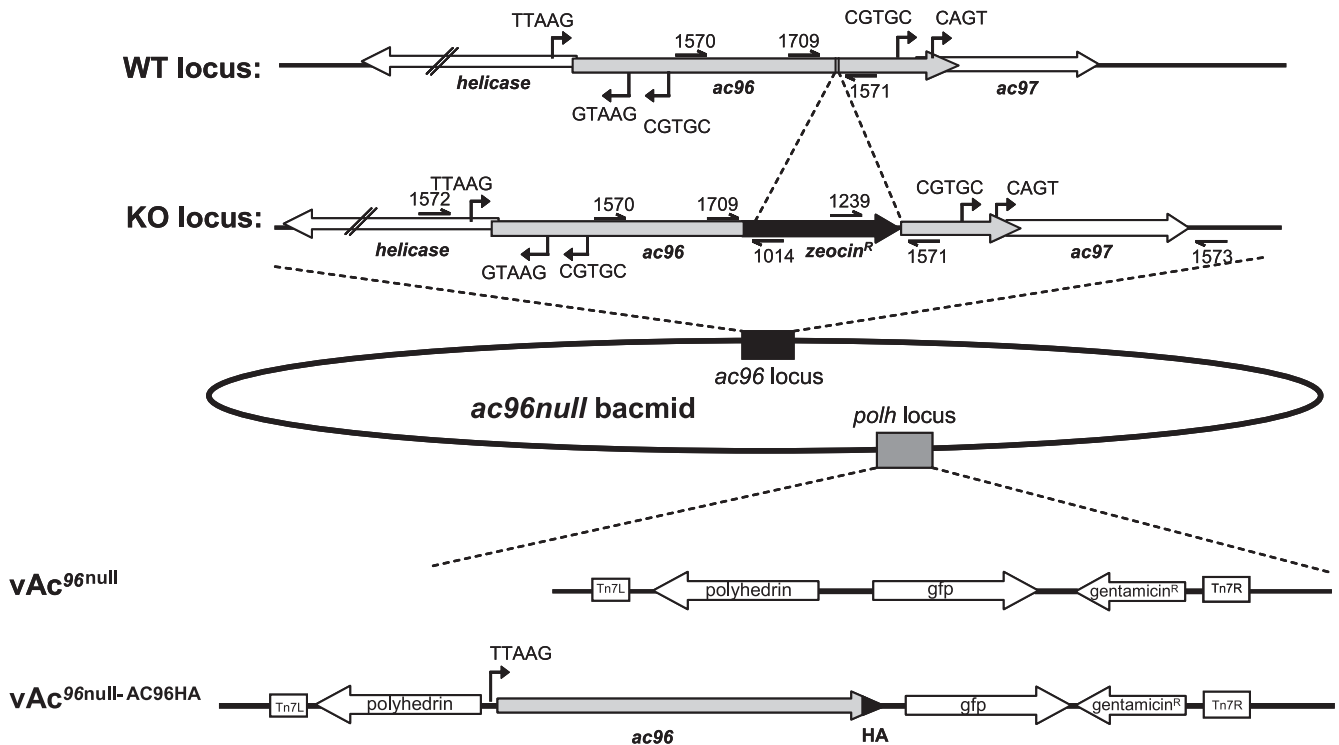 TTAAG CGTGC CAGT
1570 1709
WT locus:
helicase ac96 1571 ac97
GTAAG CGTGC
TTAAG CGTGC CAGT
1572 1570 1709 1239
KO locus:
helicase ac96 zeocinR ac97
GTAAG CGTGC 1014 1571 1573
ac96 locus
ac96null bacmid
polh locus
vAc96null
Tn7L polyhedrin gfp gentamicinR Tn7R
TTAAG
vAc96null-AC96HA
Tn7L polyhedrin gfp gentamicinR Tn7R
ac96 HA